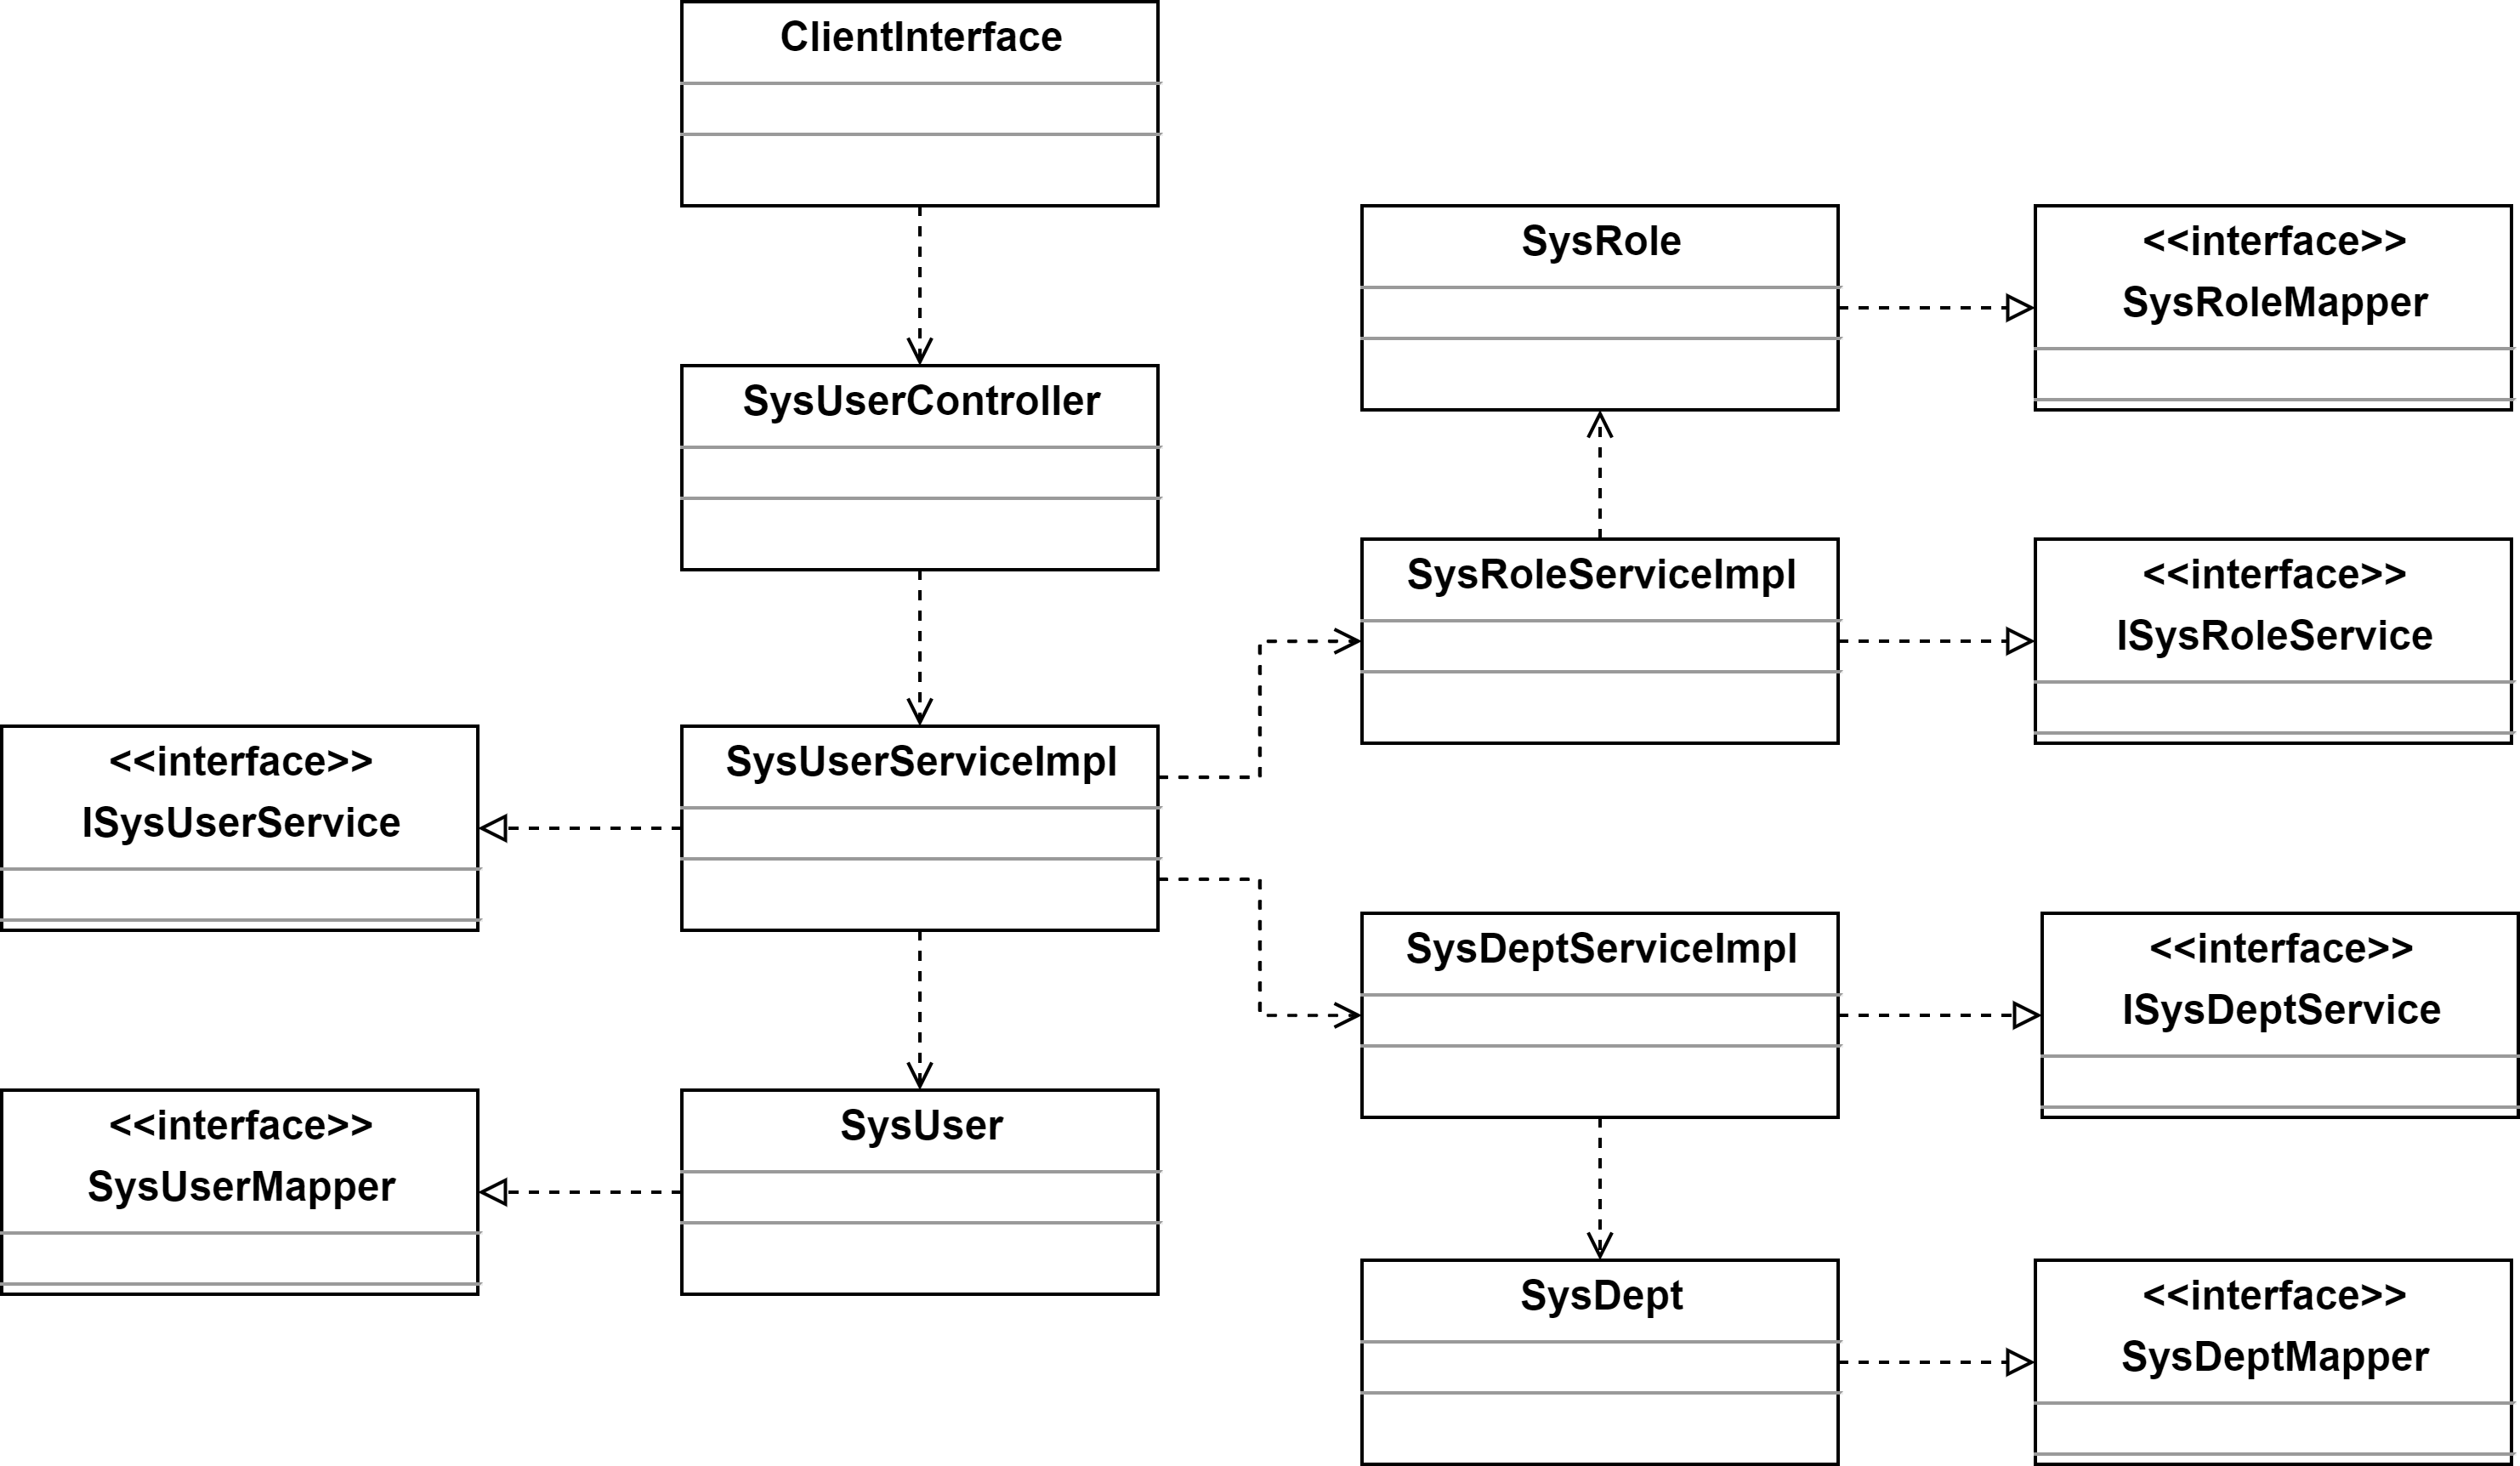 ClientInterface
SysRole
<<interface>>
SysRoleMapper
SysUserController
SysRoleServiceImpl
<<interface>>
ISysRoleService
<<interface>>
ISysUserService
SysUserServiceImpl
SysDeptServiceImpl
<<interface>>
ISysDeptService
<<interface>>
SysUserMapper
SysUser
SysDept
<<interface>>
SysDeptMapper